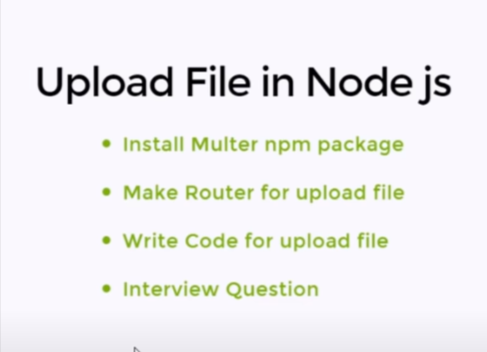 Upload File in Node js
• Install Multer npm package
• Make Router for upload file
• Write Code for upload file
• Interview Question